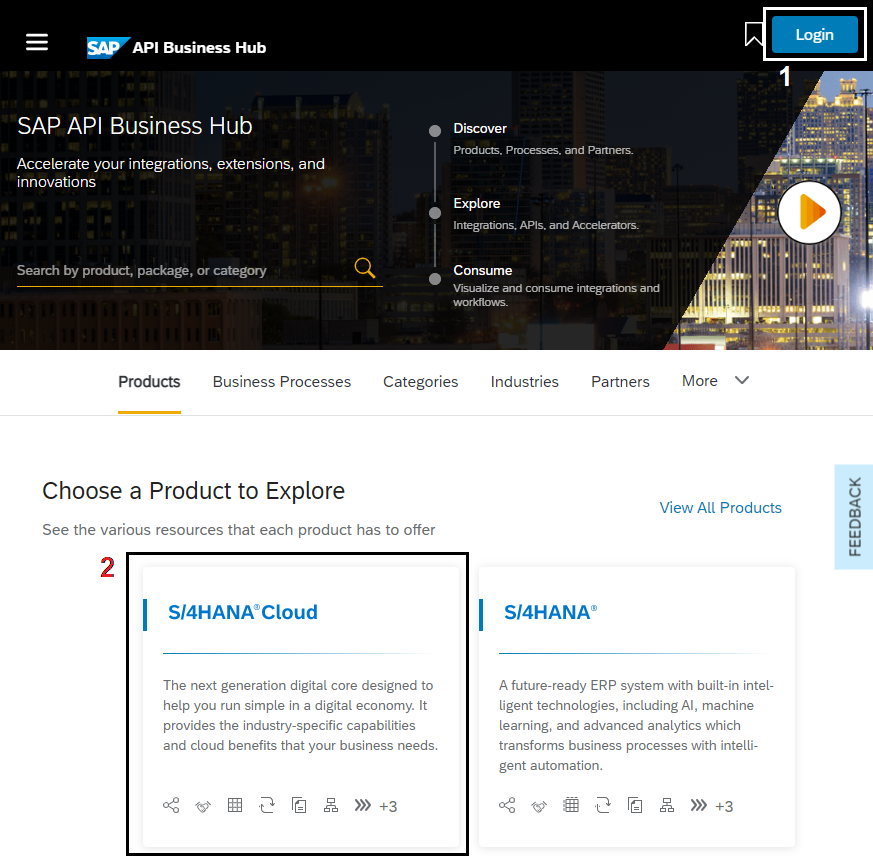 SAP API Business Hub
Login
1
SAP API Business Hub
Accelerate your integrations, extensions, and
innovations
Search by product, package, or category
Discover
Products, Processes, and Partners.
Explore
Integrations, APIs, and Accelerators.
Consume
Visualize and consume integrations and
workflows.
Products
Business Processes
Categories
Industries
Partners
More
Choose a Product to Explore
See the various resources that each product has to offer
View All Products
FEEDBACK
2
S/4HANA® Cloud
The next generation digital core designed to
help you run simple in a digital economy. It
provides the industry-specific capabilities
and cloud benefits that your business needs.
+3
S/4HANA®
A future-ready ERP system with built-in intel-
ligent technologies, including AI, machine
learning, and advanced analytics which
transforms business processes with intelli-
gent automation.
+3